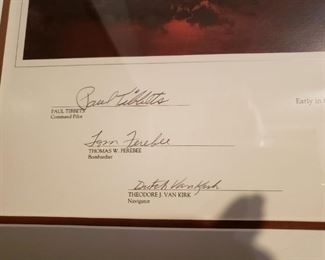 Paul Tibbets
PAUL TIBBETS
Command Pilot
Early in
Tom Ferebee
THOMAS W. FEREBEE
Bombardier
Dutch Van Kirk
THEODORE J. VAN KIRK
Navigator